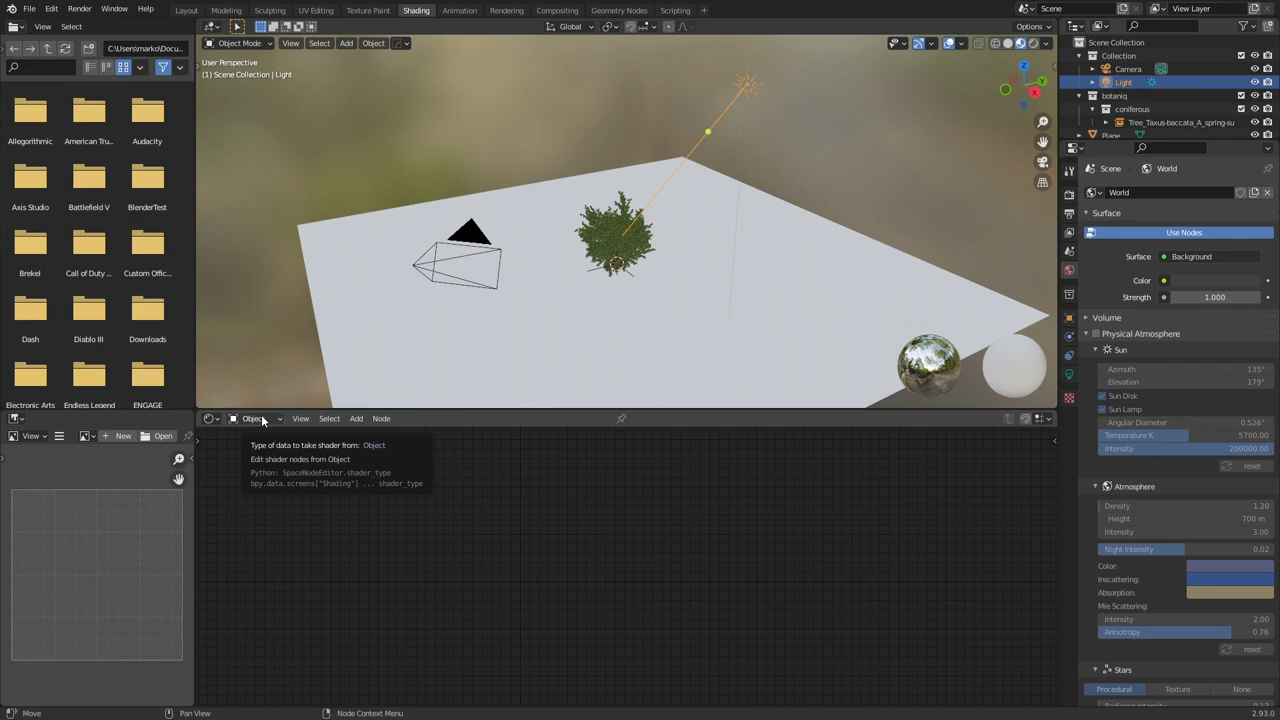 File Edit Render Window Help Layout Modeling Sculpting UV Editing Texture Paint Shading Animation Rendering Compositing Geometry Nodes Scripting + Scene View Layer
View Select Global Options
C:\Users\marko\Docu...
Object Mode View Select Add Object
User Perspective
(1) Scene Collection | Light
Z
Y
X
Allegorithmic American Tru... Audacity
Axis Studio Battlefield V BlenderTest
Brekel Call of Duty ... Custom Offic...
Dash Diablo III Downloads
Electronic Arts Endless Legend ENGAGE
View + New Open
Object View Select Add Node
Type of data to take shader from: Object
Edit shader nodes from Object
Python: SpaceNodeEditor.shader_type
bpy.data.screens["Shading"] ... shader_type
Scene Collection
Collection
Camera
Light
botaniq
coniferous
Tree_Taxus-baccata_A_spring-su
Plane
Scene World
World
Surface
Use Nodes
Surface Background
Color
Strength 1.000
Volume
Physical Atmosphere
Sun
Azimuth 135°
Elevation 179°
Sun Disk
Sun Lamp
Angular Diameter 0.526°
Temperature K 5700.00
Intensity 200000.00
reset
Atmosphere
Density 1.20
Height 700 m
Intensity 3.00
Night Intensity 0.02
Color:
Inscattering:
Absorption:
Mie Scattering:
Intensity 2.00
Anisotropy 0.76
reset
Stars
Procedural Texture None
Radiance Intensity
Move Pan View Node Context Menu 2.93.0